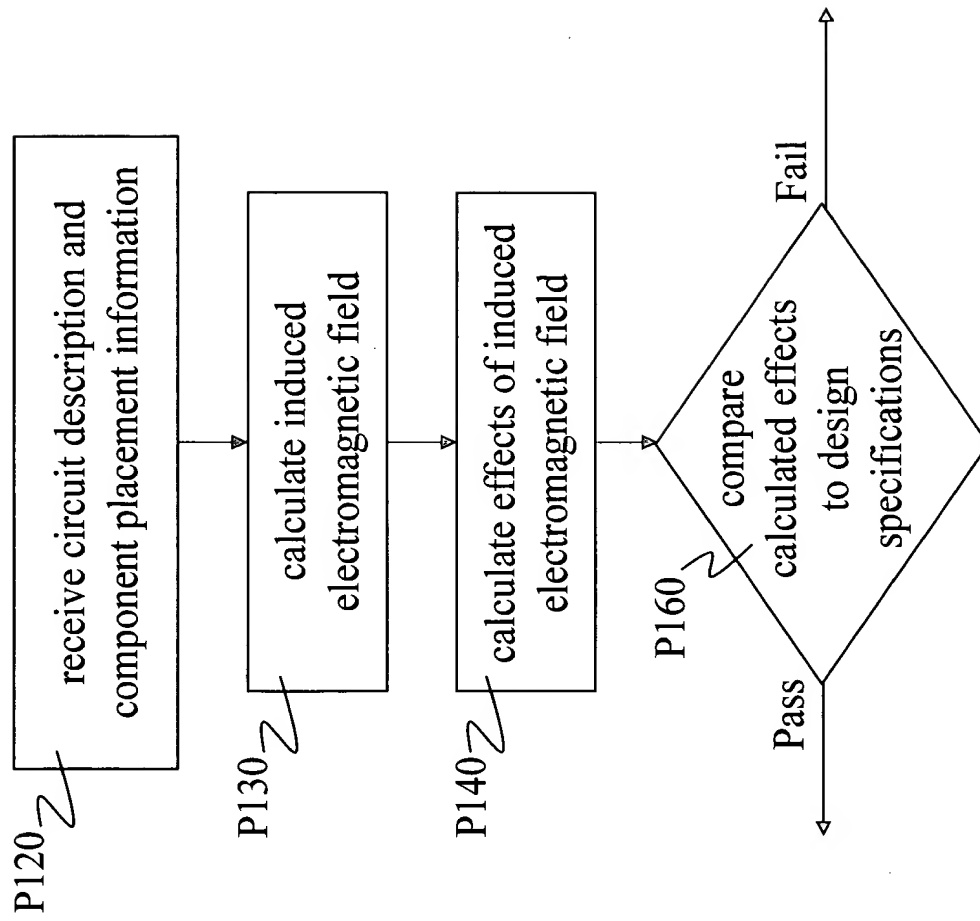 P120
receive circuit description and
component placement information
P130
calculate induced
electromagnetic field
P140
calculate effects of induced
electromagnetic field
P160
compare
calculated effects
to design
specifications
Pass
Fail